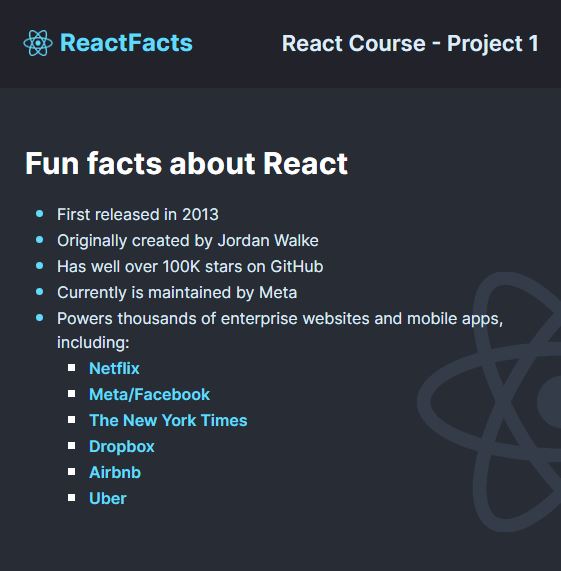 ReactFacts
React Course - Project 1
Fun facts about React
First released in 2013
Originally created by Jordan Walke
Has well over 100K stars on GitHub
Currently is maintained by Meta
Powers thousands of enterprise websites and mobile apps,
including:
Netflix
Meta/Facebook
The New York Times
Dropbox
Airbnb
Uber